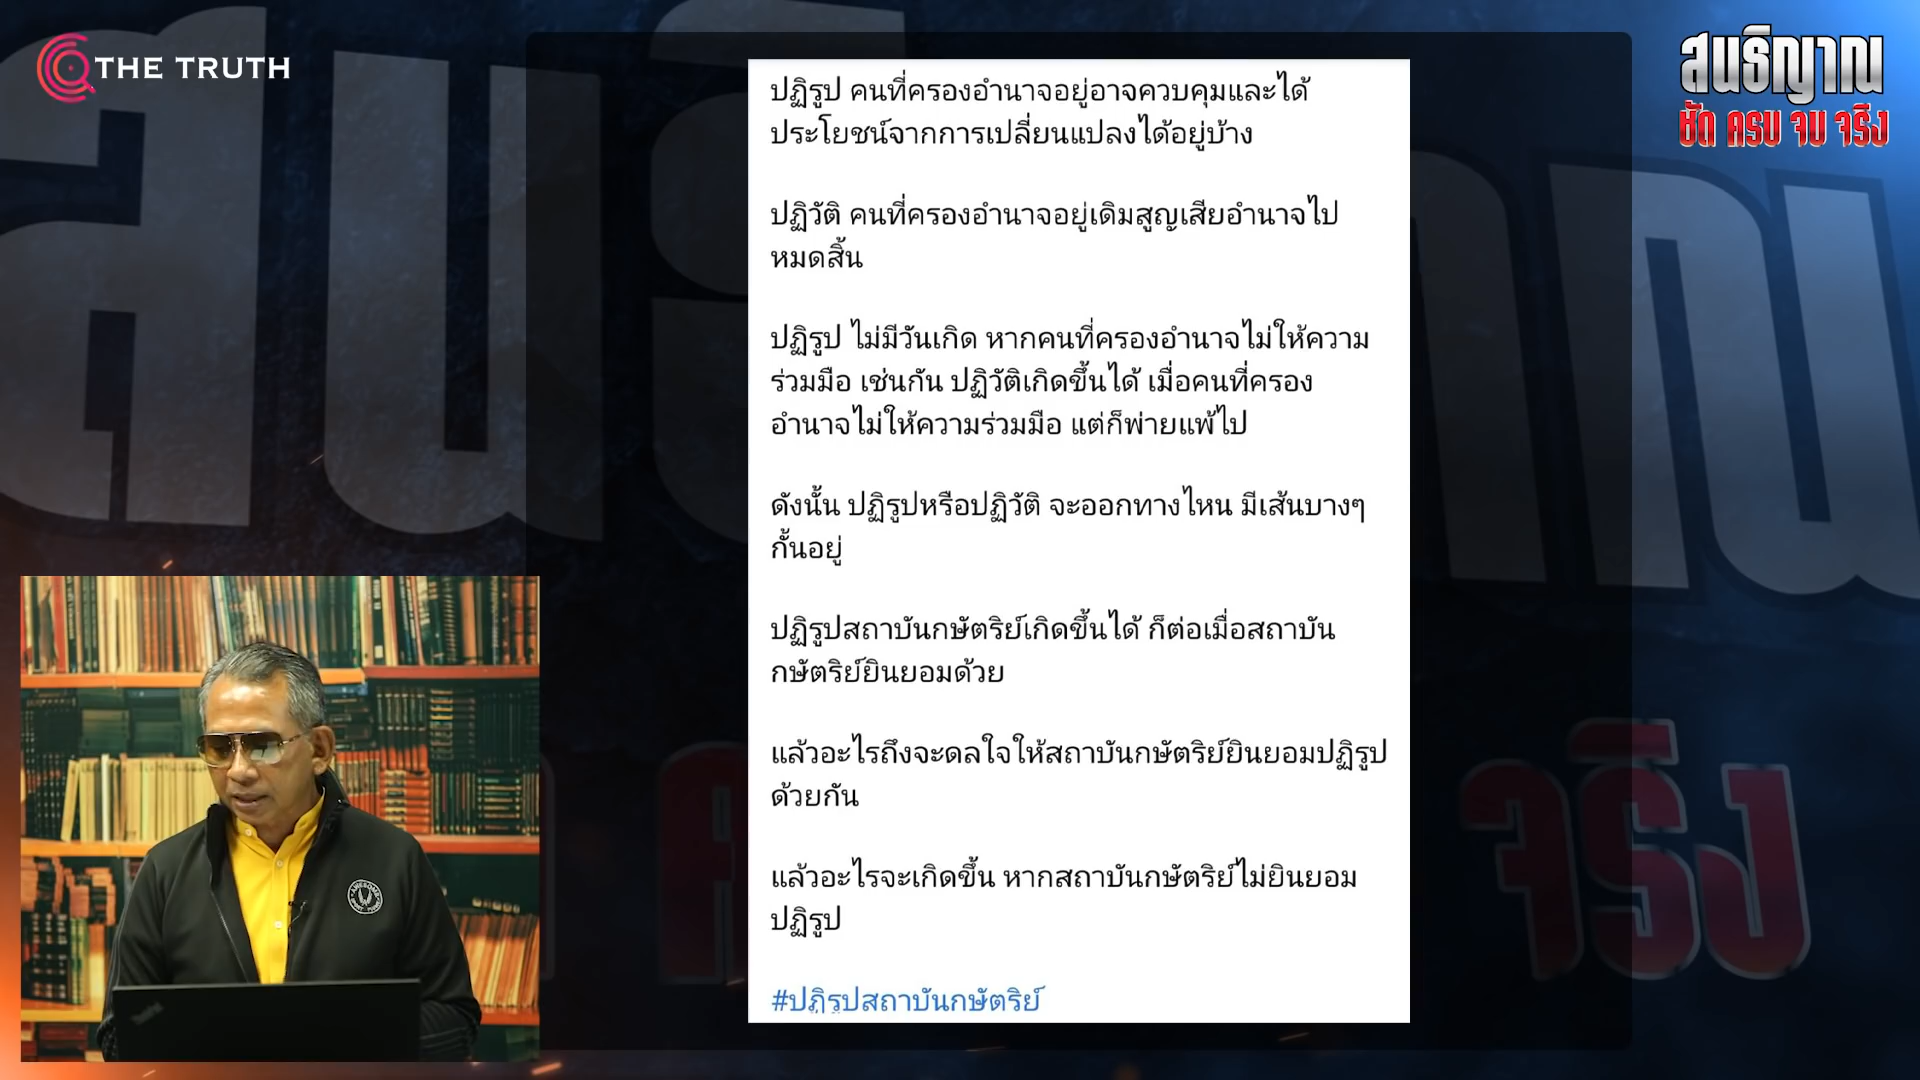 THE TRUTH
สนธิญาณ
ชัด ครบ จบ จริง
ปฏิรูป คนที่ครองอำนาจอยู่อาจควบคุมและได้
ประโยชน์จากการเปลี่ยนแปลงได้อยู่บ้าง
ปฏิวัติ คนที่ครองอำนาจอยู่เดิมสูญเสียอำนาจไป
หมดสิ้น
ปฏิรูป ไม่มีวันเกิด หากคนที่ครองอำนาจไม่ให้ความ
ร่วมมือ เช่นกัน ปฏิวัติเกิดขึ้นได้ เมื่อคนที่ครอง
อำนาจไม่ให้ความร่วมมือ แต่ก็พ่ายแพ้ไป
ดังนั้น ปฏิรูปหรือปฏิวัติ จะออกทางไหน มีเส้นบางๆ
กั้นอยู่
ปฏิรูปสถาบันกษัตริย์เกิดขึ้นได้ ก็ต่อเมื่อสถาบัน
กษัตริย์ยินยอมด้วย
แล้วอะไรถึงจะดลใจให้สถาบันกษัตริย์ยินยอมปฏิรูป
ด้วยกัน
แล้วอะไรจะเกิดขึ้น หากสถาบันกษัตริย์ไม่ยินยอม
ปฏิรูป
#ปฏิรูปสถาบันกษัตริย์